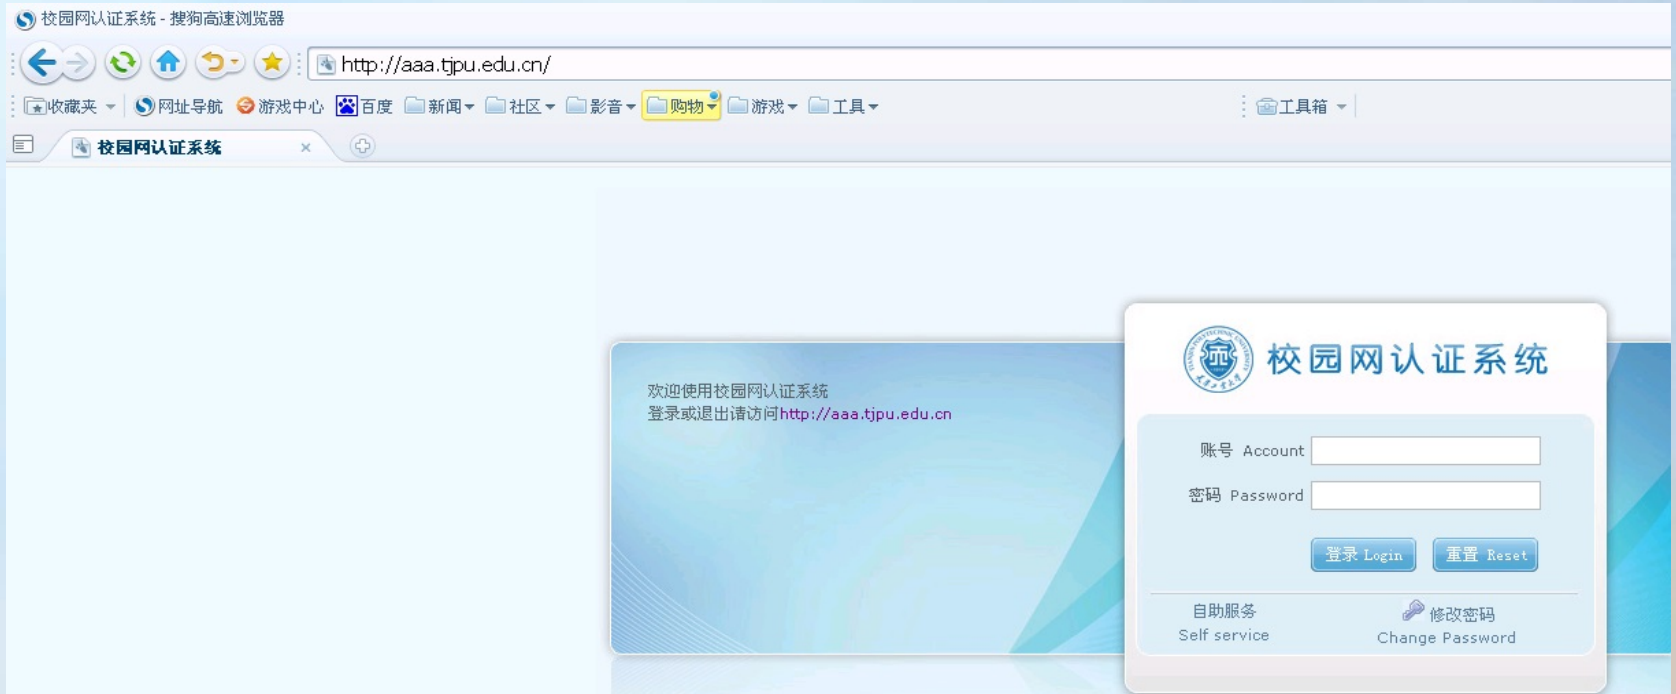 校园网认证系统 - 搜狗高速浏览器
http://aaa.tjpu.edu.cn/
收藏夹 网址导航 游戏中心 百度 新闻 社区 影音 购物 游戏 工具 工具箱
校园网认证系统
校园网认证系统
欢迎使用校园网认证系统
登录或退出请访问http://aaa.tjpu.edu.cn
账号 Account
密码 Password
登录 Login 重置 Reset
自助服务 修改密码
Self service Change Password